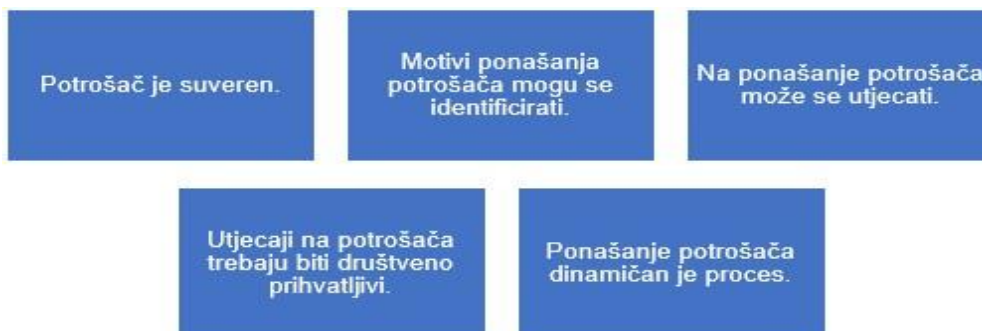 Potrošač je suveren.
Motivi ponašanja
potrošača mogu se
identificirati.
Na ponašanje potrošača
može se utjecati.
Utjecaji na potrošača
trebaju biti društveno
prihvatljivi.
Ponašanje potrošača
dinamičan je proces.